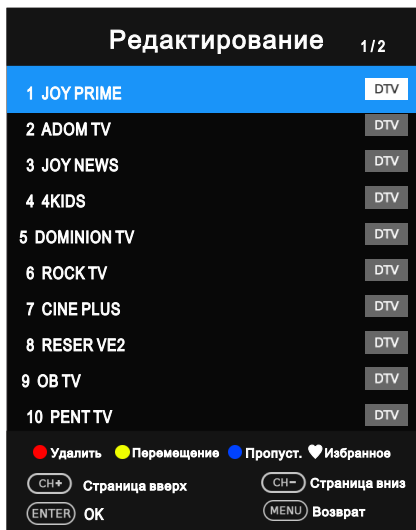 Редактирование 1/2
1 JOY PRIME DTV
2 ADOM TV DTV
3 JOY NEWS DTV
4 4KIDS DTV
5 DOMINION TV DTV
6 ROCK TV DTV
7 CINE PLUS DTV
8 RESER VE2 DTV
9 OB TV DTV
10 PENT TV DTV
Удалить Перемещение Пропуст. Избранное
CH+ Страница вверх CH− Страница вниз
ENTER OK MENU Возврат